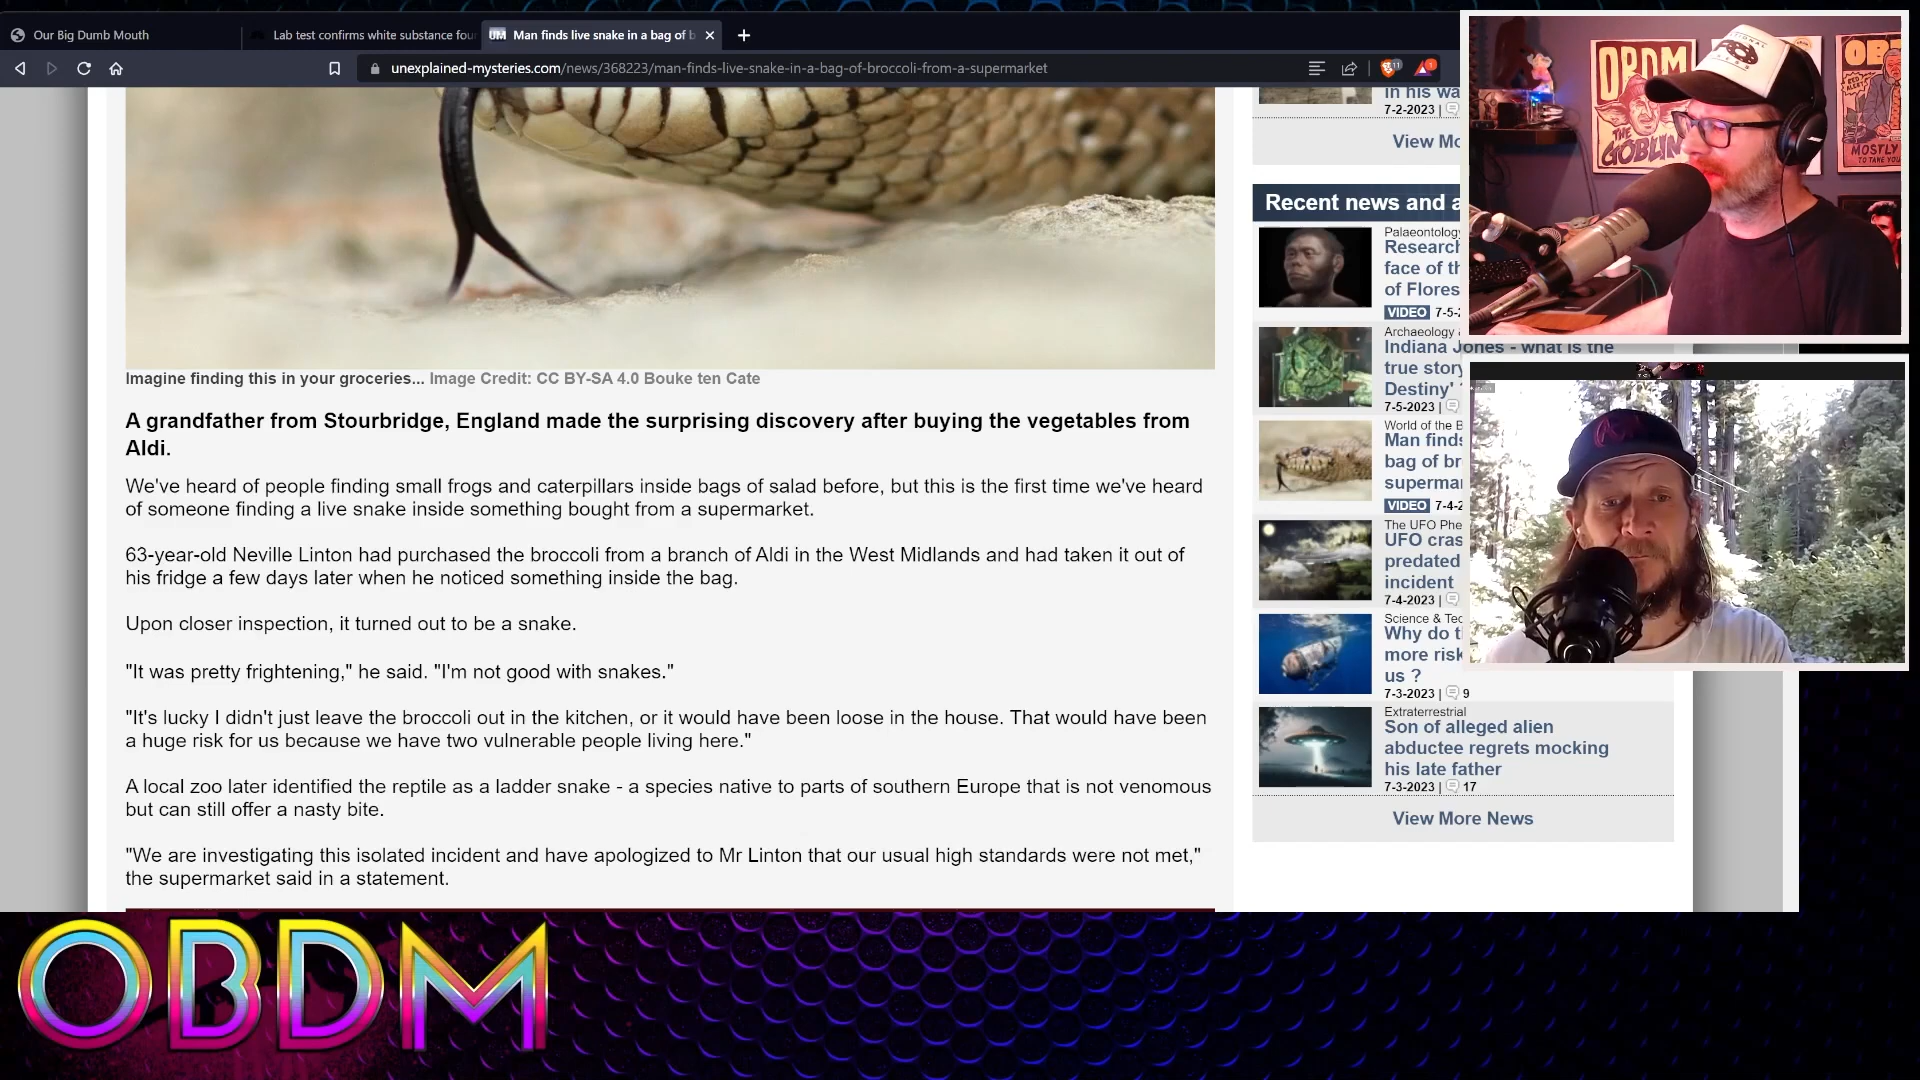 Our Big Dumb Mouth
Lab test confirms white substance fou
UM Man finds live snake in a bag of b
unexplained-mysteries.com/news/368223/man-finds-live-snake-in-a-bag-of-broccoli-from-a-supermarket
Imagine finding this in your groceries... Image Credit: CC BY-SA 4.0 Bouke ten Cate
A grandfather from Stourbridge, England made the surprising discovery after buying the vegetables from
Aldi.
We've heard of people finding small frogs and caterpillars inside bags of salad before, but this is the first time we've heard
of someone finding a live snake inside something bought from a supermarket.
63-year-old Neville Linton had purchased the broccoli from a branch of Aldi in the West Midlands and had taken it out of
his fridge a few days later when he noticed something inside the bag.
Upon closer inspection, it turned out to be a snake.
"It was pretty frightening," he said. "I'm not good with snakes."
"It's lucky I didn't just leave the broccoli out in the kitchen, or it would have been loose in the house. That would have been
a huge risk for us because we have two vulnerable people living here."
A local zoo later identified the reptile as a ladder snake - a species native to parts of southern Europe that is not venomous
but can still offer a nasty bite.
"We are investigating this isolated incident and have apologized to Mr Linton that our usual high standards were not met,"
the supermarket said in a statement.
in his wa
7-2-2023 |
View Mo
Recent news and a
Palaeontology
Research
face of th
of Flores
VIDEO 7-5-2
Archaeology &
Indiana Jones - what is the
true story
Destiny'
7-5-2023 |
World of the B
Man finds
bag of br
supermar
VIDEO 7-4-2
The UFO Phe
UFO cras
predated
incident
7-4-2023 |
Science & Tec
Why do t
more risk
us ?
7-3-2023 | 9
Extraterrestrial
Son of alleged alien
abductee regrets mocking
his late father
7-3-2023 | 17
View More News
OBDM
THE
GOBLIN
OBD
MOSTLY
TO TAKE YOU
OBDM